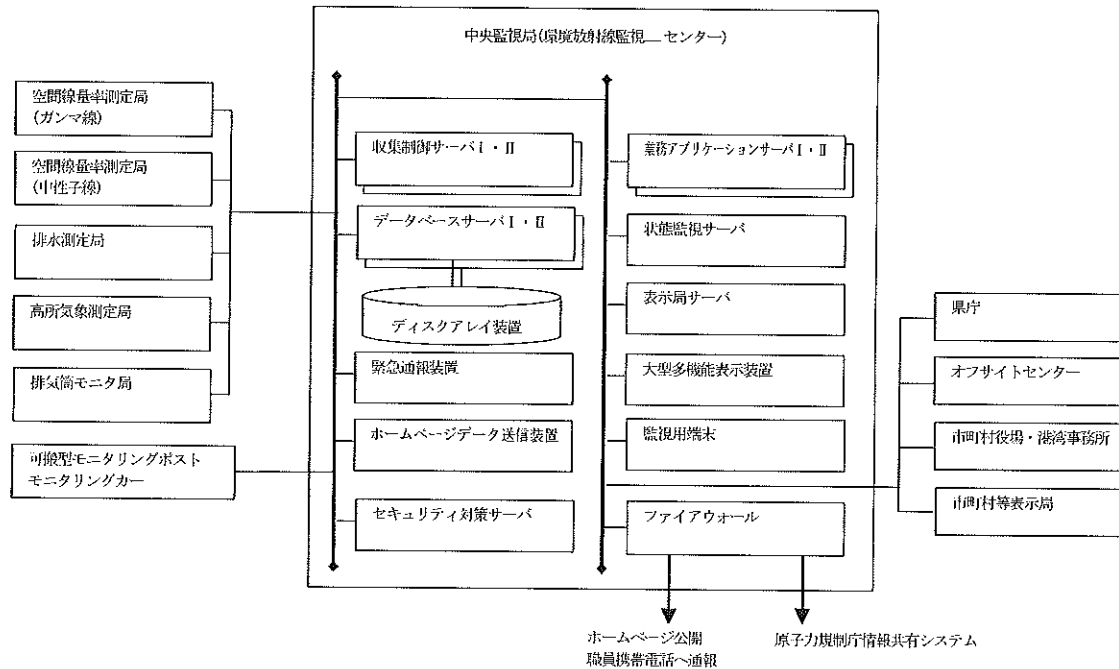 中央監視局(環境放射線監視センター)
空間線量率測定局
(ガンマ線)
空間線量率測定局
(中性子線)
排水測定局
高所気象測定局
排気筒モニタ局
可搬型モニタリングポスト
モニタリングカー
収集制御サーバⅠ・Ⅱ
データベースサーバⅠ・Ⅱ
ディスクアレイ装置
緊急通報装置
ホームページデータ送信装置
セキュリティ対策サーバ
業務アプリケーションサーバⅠ・Ⅱ
状態監視サーバ
表示局サーバ
大型多機能表示装置
監視用端末
ファイアウォール
県庁
オフサイトセンター
市町村役場・港湾事務所
市町村等表示局
ホームページ公開
職員携帯電話へ通報
原子力規制庁情報共有システム